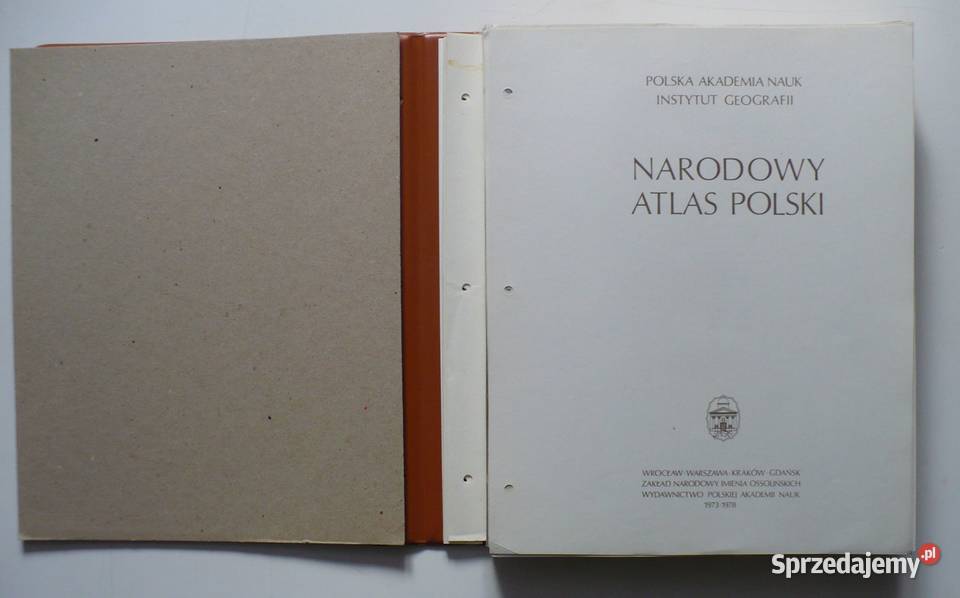 POLSKA AKADEMIA NAUK
INSTYTUT GEOGRAFII
NARODOWY
ATLAS POLSKI
WROCŁAW·WARSZAWA·KRAKÓW·GDAŃSK
ZAKŁAD NARODOWY IMIENIA OSSOLIŃSKICH
WYDAWNICTWO POLSKIEJ AKADEMII NAUK
1973-1978
Sprzedajemy.pl